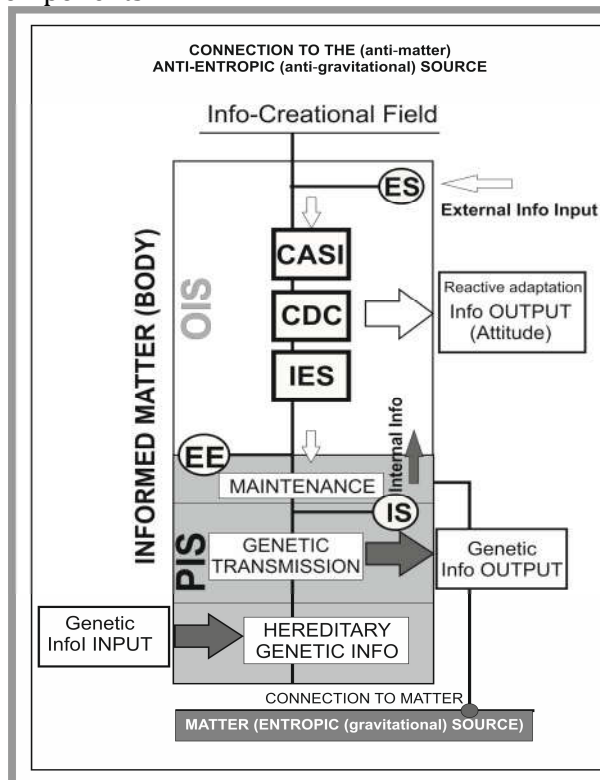 CONNECTION TO THE (anti-matter)
ANTI-ENTROPIC (anti-gravitational) SOURCE
Info-Creational Field
ES
External Info Input
CASI
Reactive adaptation
Info OUTPUT
(Attitude)
CDC
IES
OIS
INFORMED MATTER (BODY)
Internal Info
EE
MAINTENANCE
IS
PIS
GENETIC
TRANSMISSION
Genetic
Info OUTPUT
Genetic
InfoI INPUT
HEREDITARY
GENETIC INFO
CONNECTION TO MATTER
MATTER (ENTROPIC (gravitational) SOURCE)